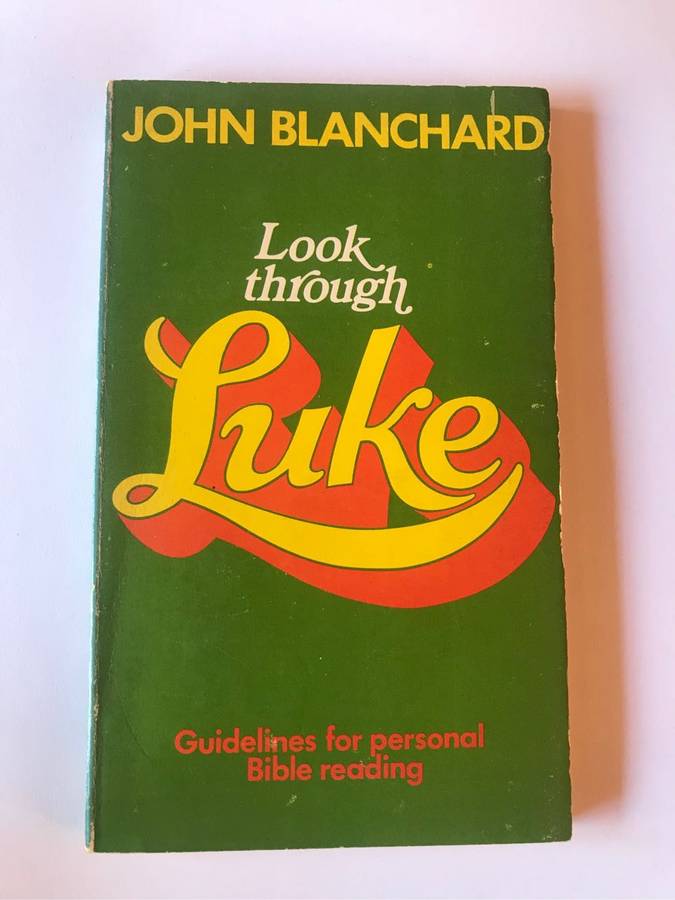 JOHN BLANCHARD
Look
through
Luke
Guidelines for personal
Bible reading